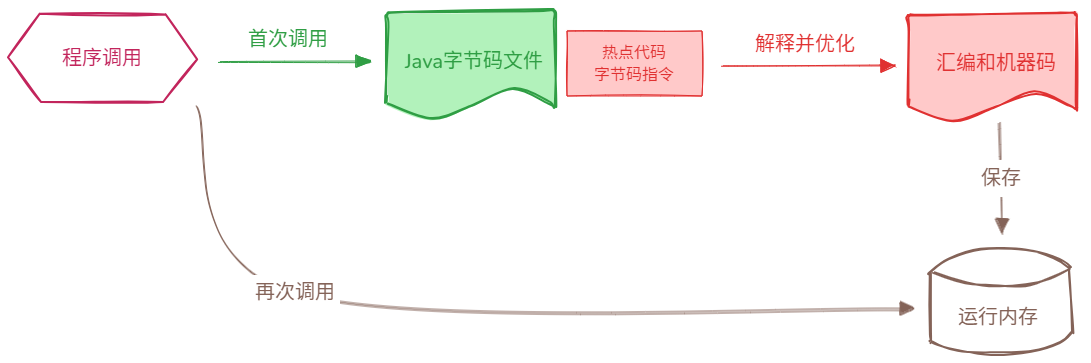 程序调用
首次调用
Java字节码文件
热点代码
字节码指令
解释并优化
汇编和机器码
保存
再次调用
运行内存